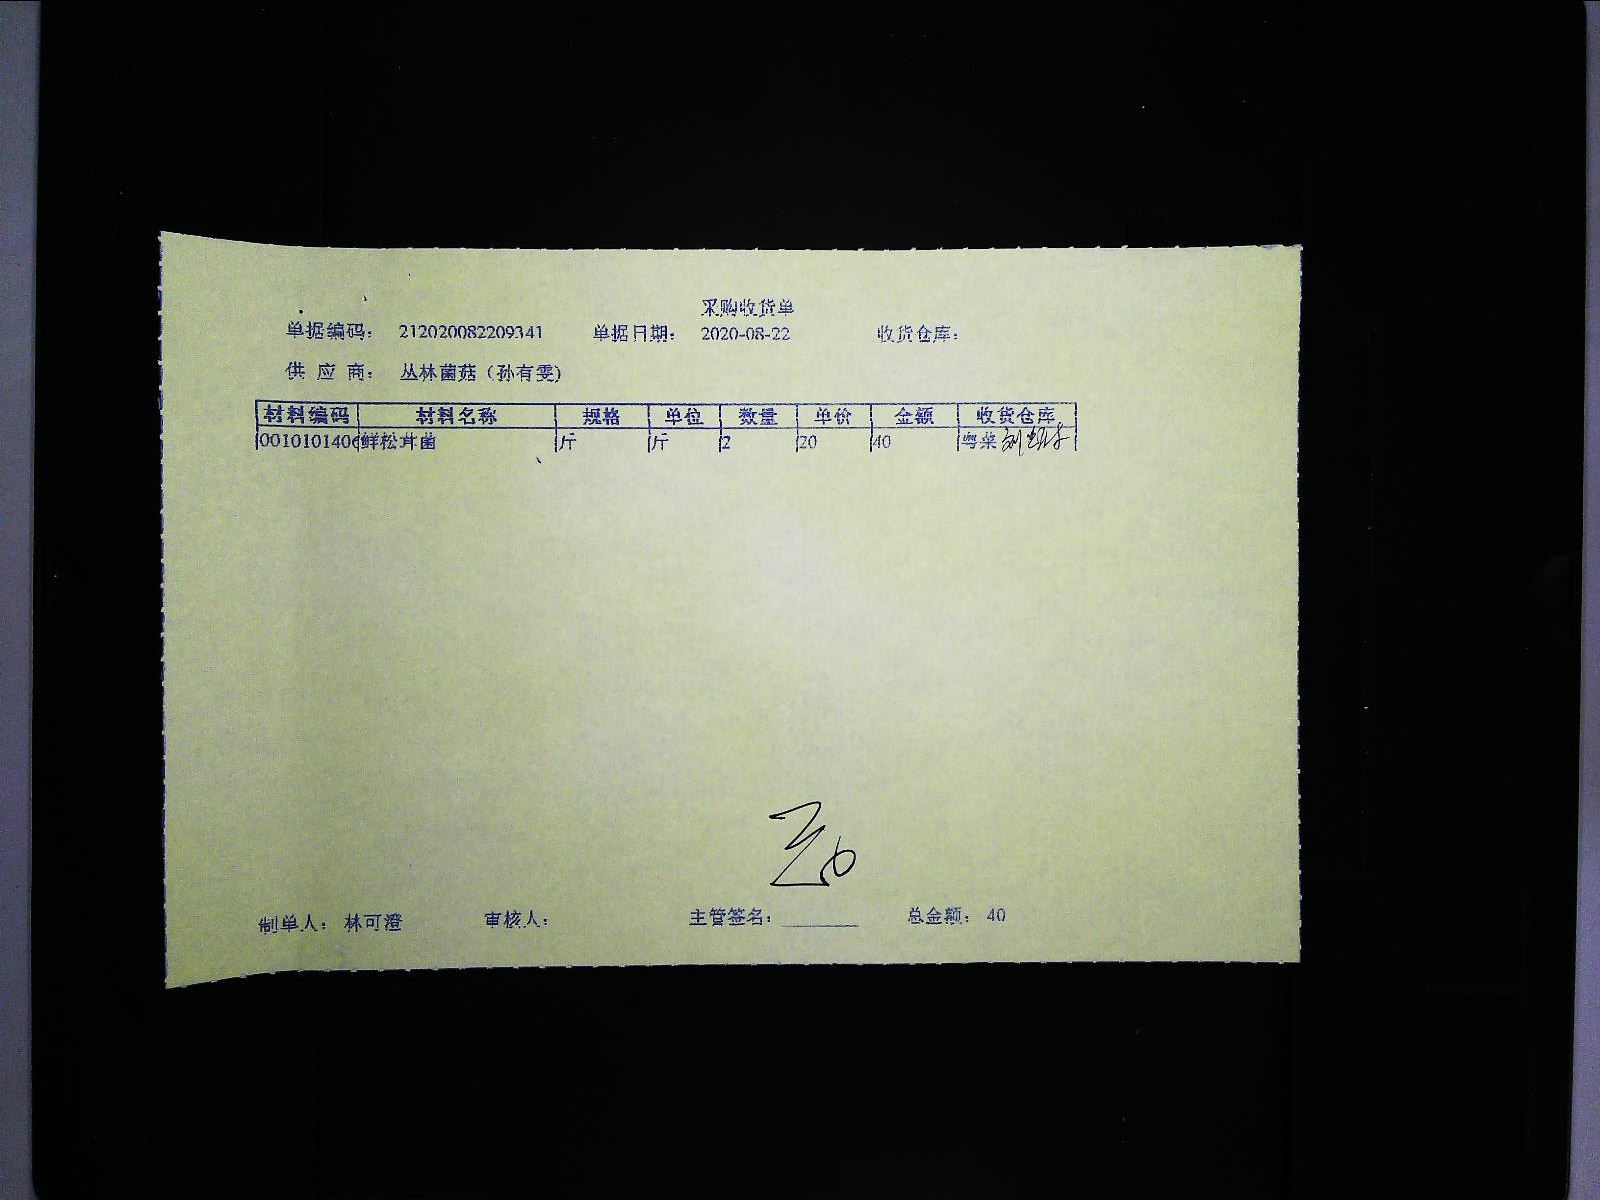 采购收货单
单据编码： 212020082209341 单据日期： 2020-08-22 收货仓库：
供 应 商： 丛林菌菇（孙有雯）
材料编码 材料名称 规格 单位 数量 单价 金额 收货仓库
0010101406 鲜松茸菌 斤 斤 2 20 40 粤菜
制单人： 林可澄 审核人： 主管签名： 总金额： 40